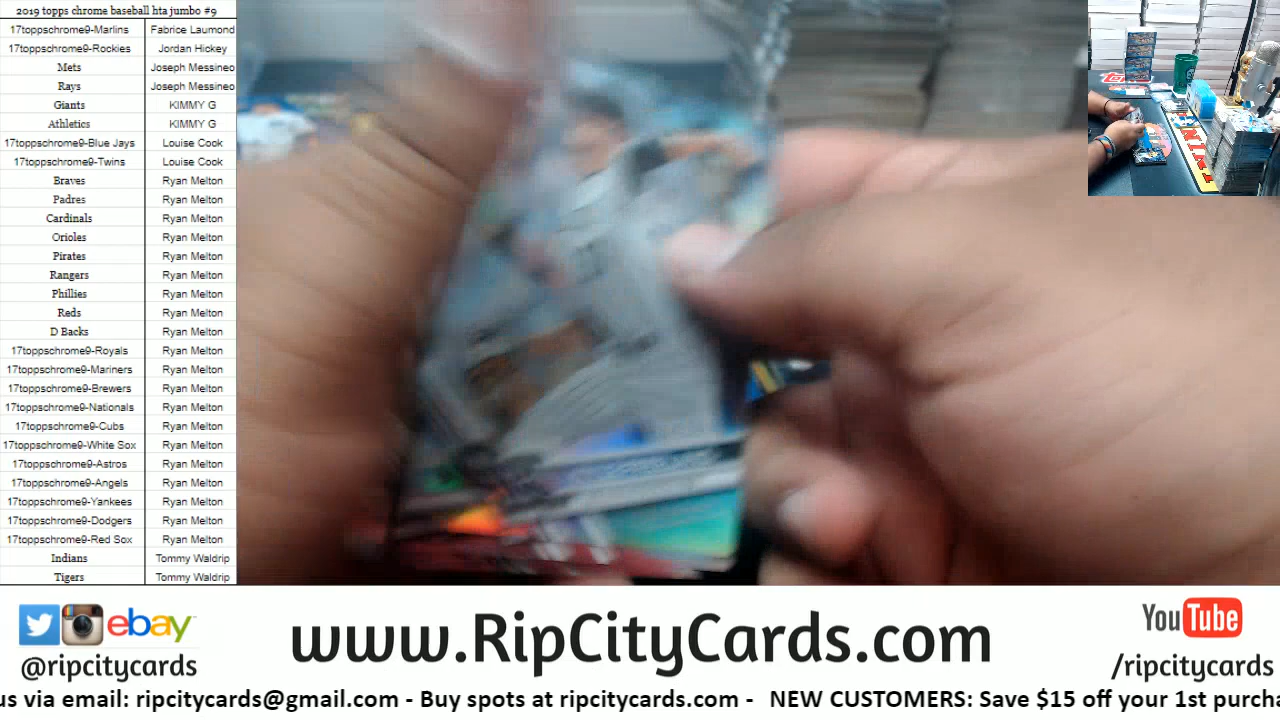 2019 topps chrome baseball hta jumbo #9
17toppschrome9-Marlins Fabrice Laumond
17toppschrome9-Rockies Jordan Hickey
Mets Joseph Messineo
Rays Joseph Messineo
Giants KIMMY G
Athletics KIMMY G
17toppschrome9-Blue Jays Louise Cook
17toppschrome9-Twins Louise Cook
Braves Ryan Melton
Padres Ryan Melton
Cardinals Ryan Melton
Orioles Ryan Melton
Pirates Ryan Melton
Rangers Ryan Melton
Phillies Ryan Melton
Reds Ryan Melton
D Backs Ryan Melton
17toppschrome9-Royals Ryan Melton
17toppschrome9-Mariners Ryan Melton
17toppschrome9-Brewers Ryan Melton
17toppschrome9-Nationals Ryan Melton
17toppschrome9-Cubs Ryan Melton
17toppschrome9-White Sox Ryan Melton
17toppschrome9-Astros Ryan Melton
17toppschrome9-Angels Ryan Melton
17toppschrome9-Yankees Ryan Melton
17toppschrome9-Dodgers Ryan Melton
17toppschrome9-Red Sox Ryan Melton
Indians Tommy Waldrip
Tigers Tommy Waldrip
ebay
@ripcitycards
www.RipCityCards.com
YouTube
/ripcitycards
us via email: ripcitycards@gmail.com - Buy spots at ripcitycards.com - NEW CUSTOMERS: Save $15 off your 1st purcha